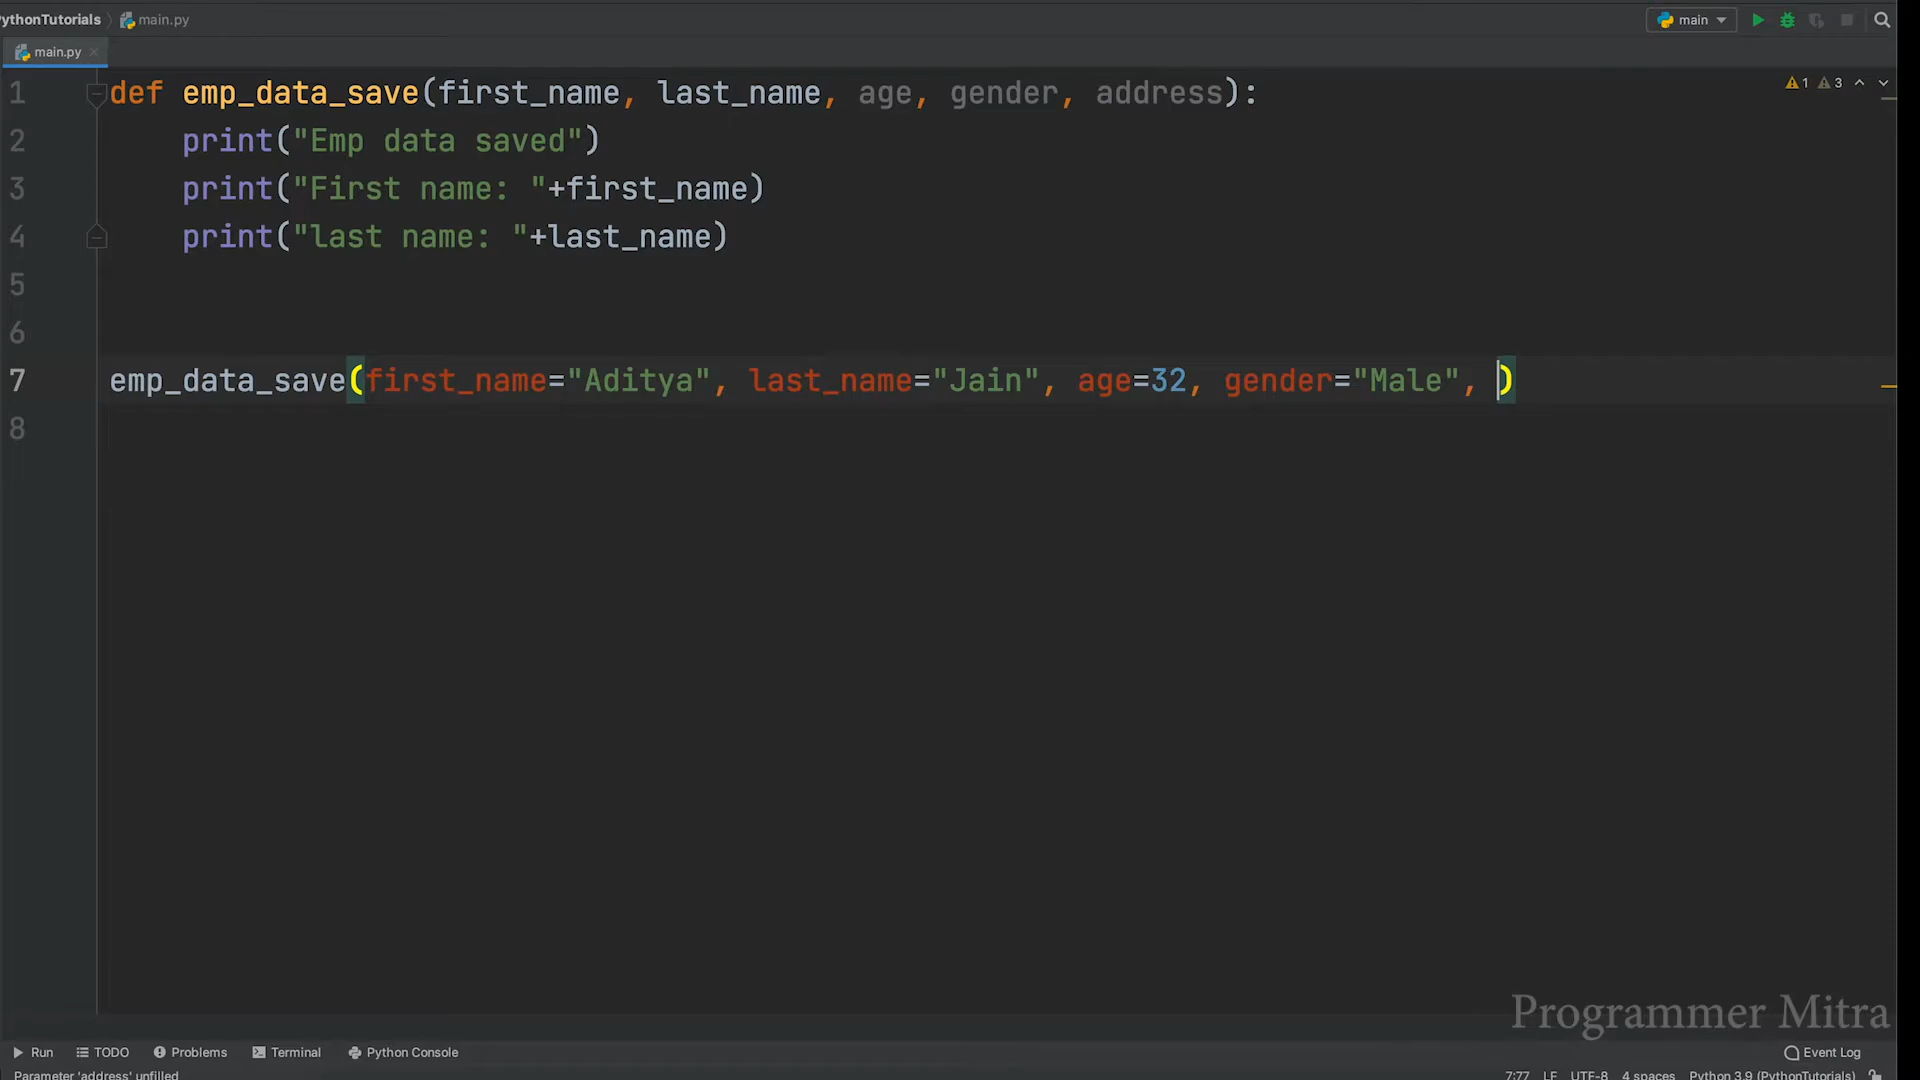 ythonTutorials main.py main
main.py 1 3
1 def emp_data_save(first_name, last_name, age, gender, address):
2 print("Emp data saved")
3 print("First name: "+first_name)
4 print("last name: "+last_name)
5
6
7 emp_data_save(first_name="Aditya", last_name="Jain", age=32, gender="Male", )
8
Programmer Mitra
Run TODO Problems Terminal Python Console Event Log
Parameter 'address' unfilled 7:77 LF UTF-8 4 spaces Python 3.9 (PythonTutorials)